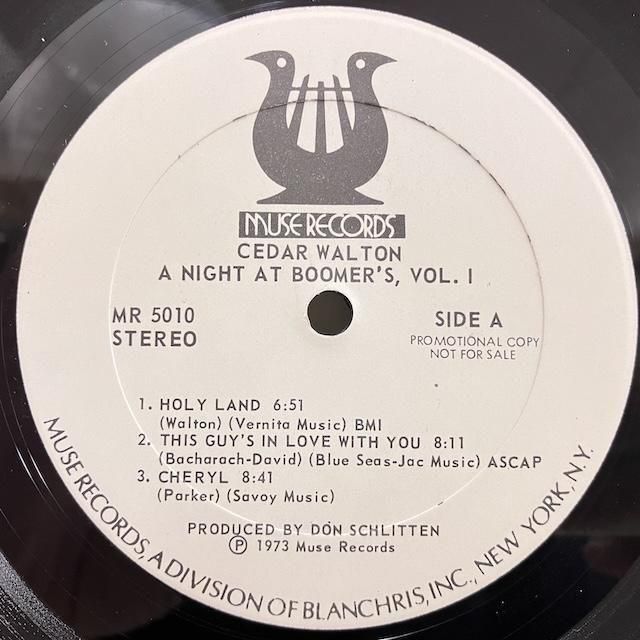 MUSE RECORDS
CEDAR WALTON
A NIGHT AT BOOMER'S, VOL. I
MR 5010
STEREO
SIDE A
PROMOTIONAL COPY
NOT FOR SALE
1. HOLY LAND 6:51
(Walton) (Vernita Music) BMI
2. THIS GUY'S IN LOVE WITH YOU 8:11
(Bacharach-David) (Blue Seas-Jac Music) ASCAP
3. CHERYL 8:41
(Parker) (Savoy Music)
PRODUCED BY DON SCHLITTEN
Ⓟ 1973 Muse Records
MUSE RECORDS, A DIVISION OF BLANCHRIS, INC., NEW YORK, N.Y.